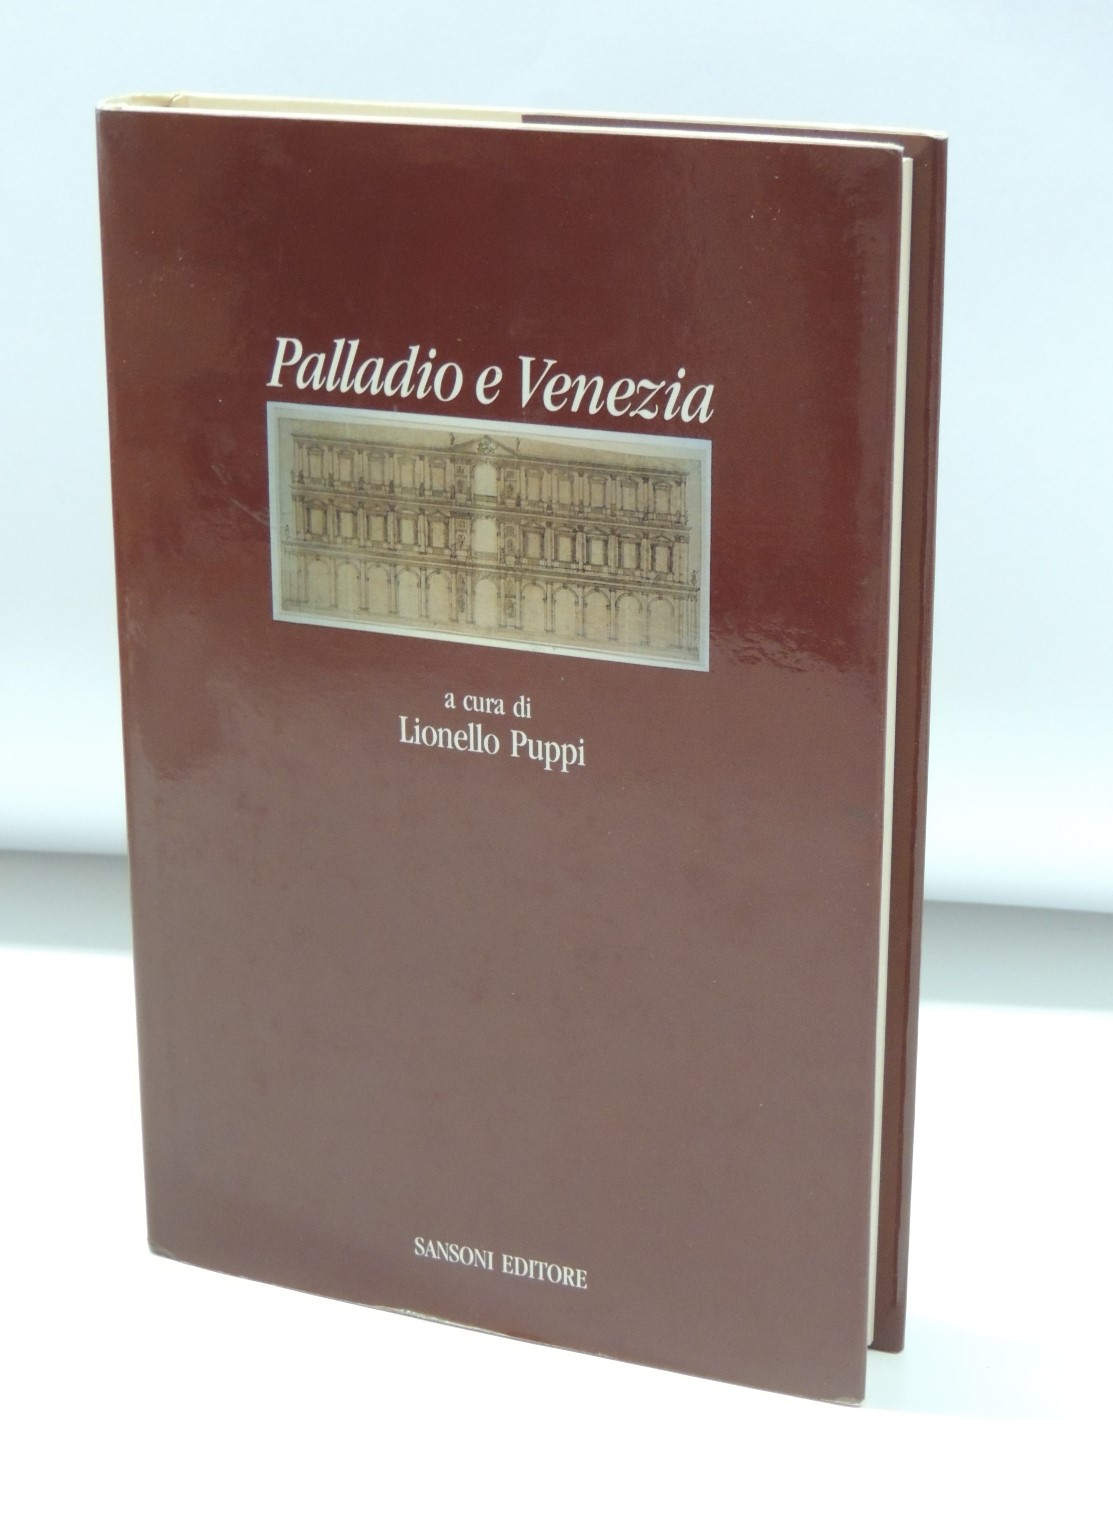 Palladio e Venezia
a cura di
Lionello Puppi
SANSONI EDITORE